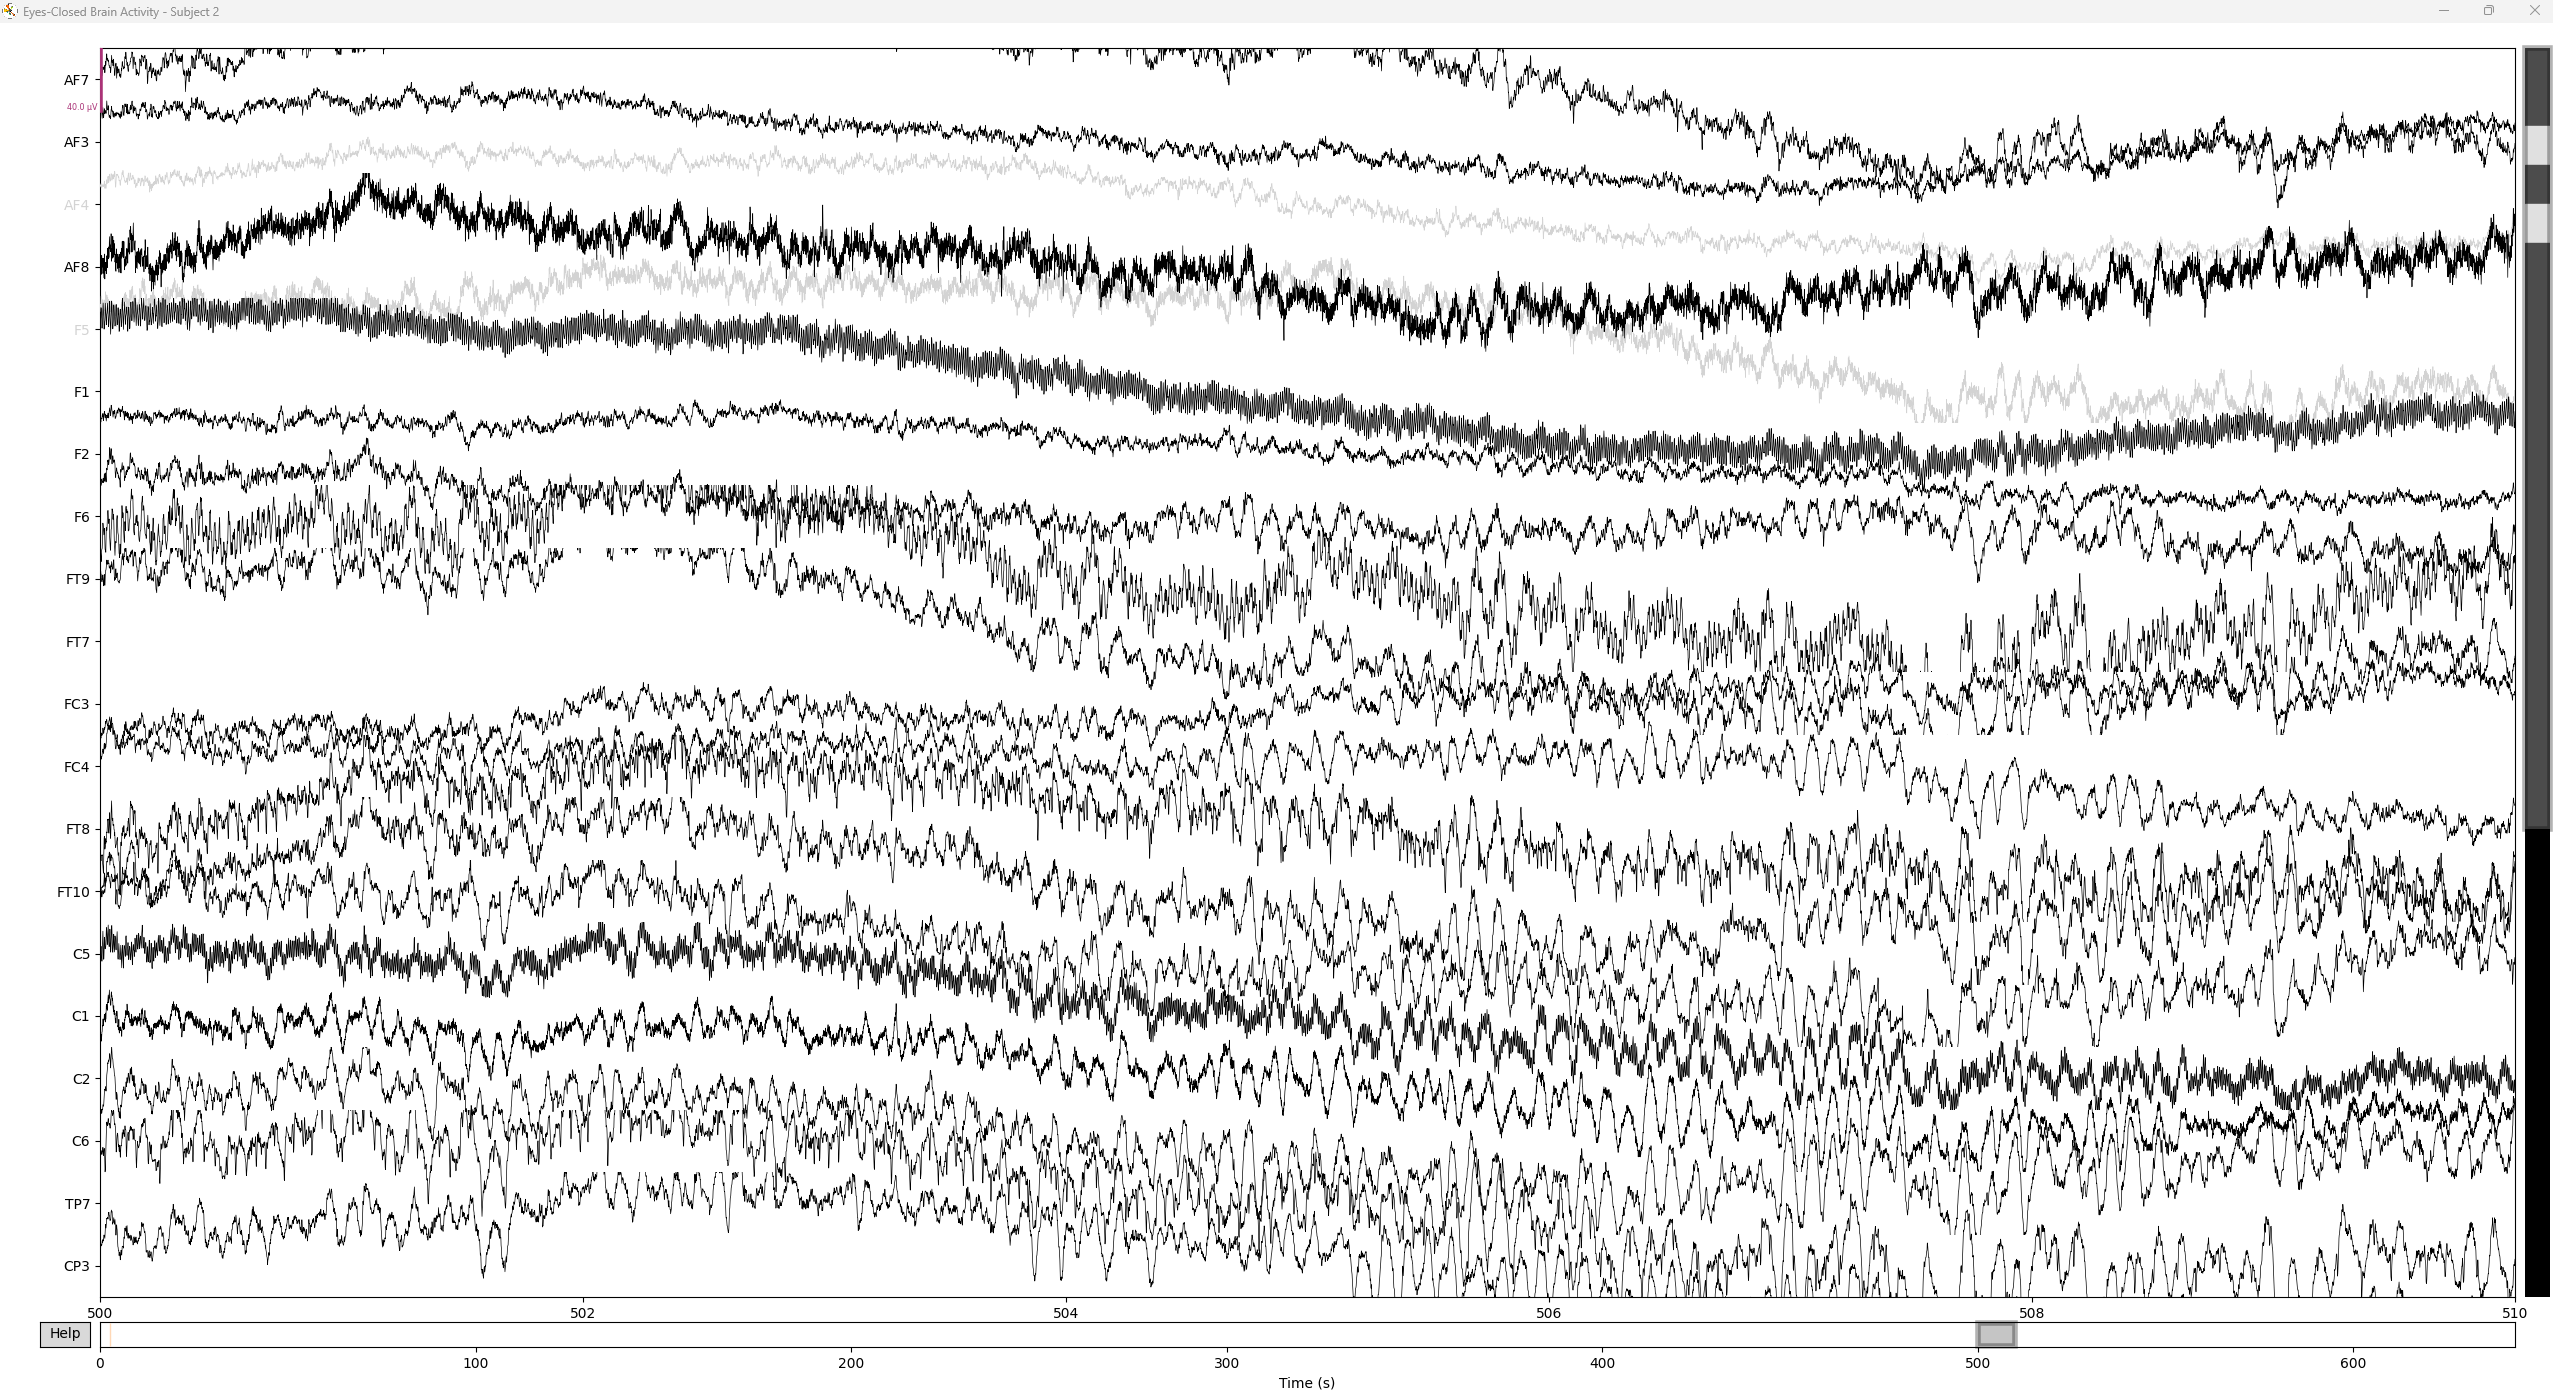 Eyes-Closed Brain Activity - Subject 2
AF7
40.0 µV
AF3
AF4
AF8
F5
F1
F2
F6
FT9
FT7
FC3
FC4
FT8
FT10
C5
C1
C2
C6
TP7
CP3
500 502 504 506 508 510
Help
0 100 200 300 400 500 600
Time (s)